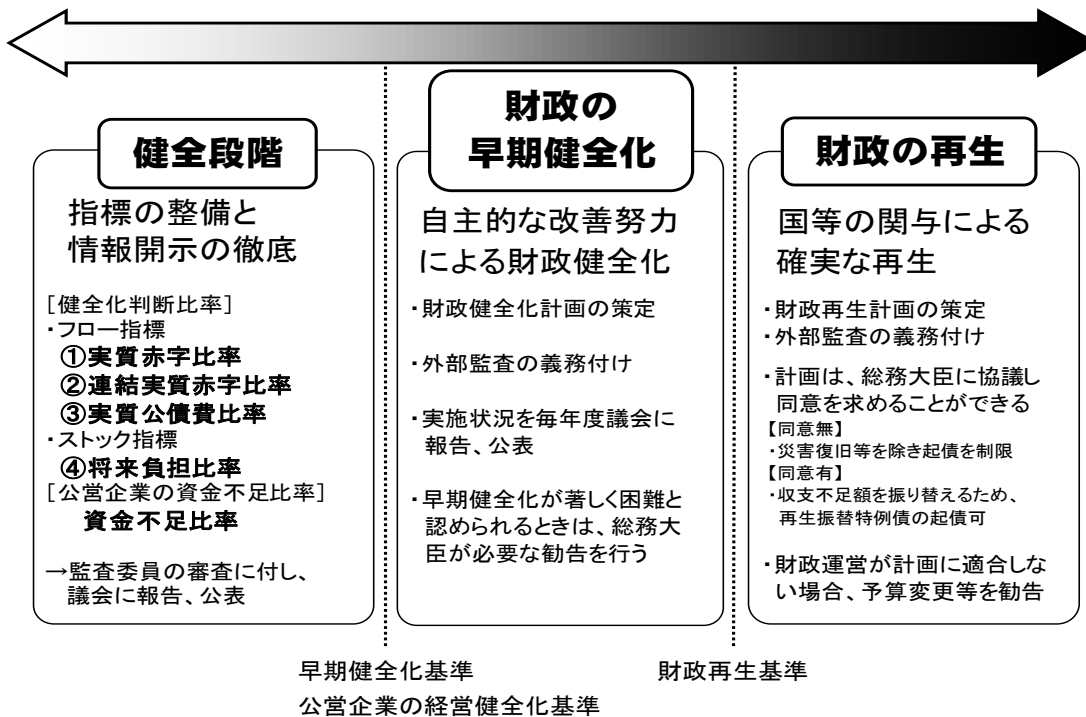 健全段階
指標の整備と
情報開示の徹底
[健全化判断比率]
・フロー指標
①実質赤字比率
②連結実質赤字比率
③実質公債費比率
・ストック指標
④将来負担比率
[公営企業の資金不足比率]
資金不足比率
→監査委員の審査に付し、
議会に報告、公表
財政の
早期健全化
自主的な改善努力
による財政健全化
・財政健全化計画の策定
・外部監査の義務付け
・実施状況を毎年度議会に
報告、公表
・早期健全化が著しく困難と
認められるときは、総務大
臣が必要な勧告を行う
財政の再生
国等の関与による
確実な再生
・財政再生計画の策定
・外部監査の義務付け
・計画は、総務大臣に協議し
同意を求めることができる
【同意無】
・災害復旧等を除き起債を制限
【同意有】
・収支不足額を振り替えるため、
再生振替特例債の起債可
・財政運営が計画に適合しな
い場合、予算変更等を勧告
早期健全化基準
公営企業の経営健全化基準
財政再生基準